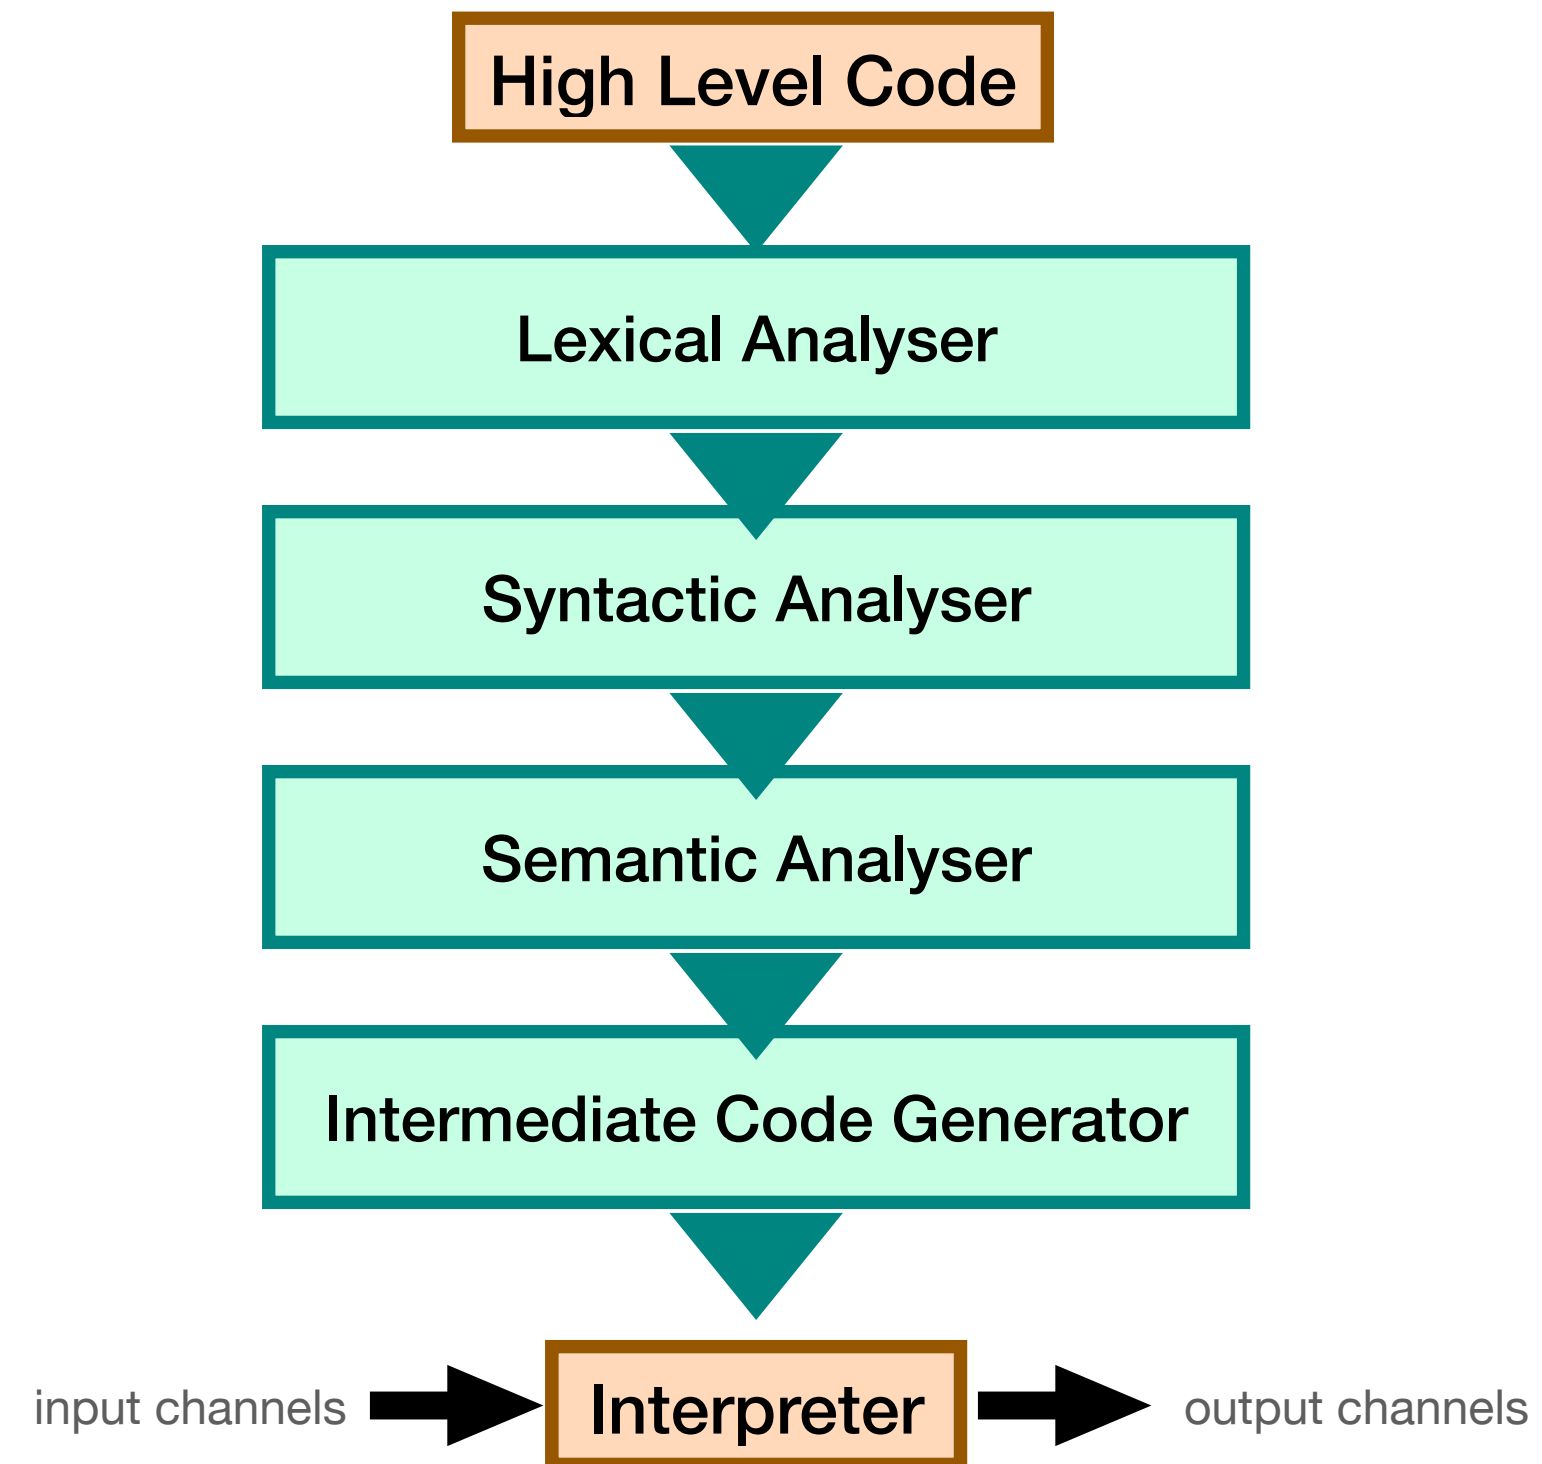 High Level Code
Lexical Analyser
Syntactic Analyser
Semantic Analyser
Intermediate Code Generator
input channels
Interpreter
output channels